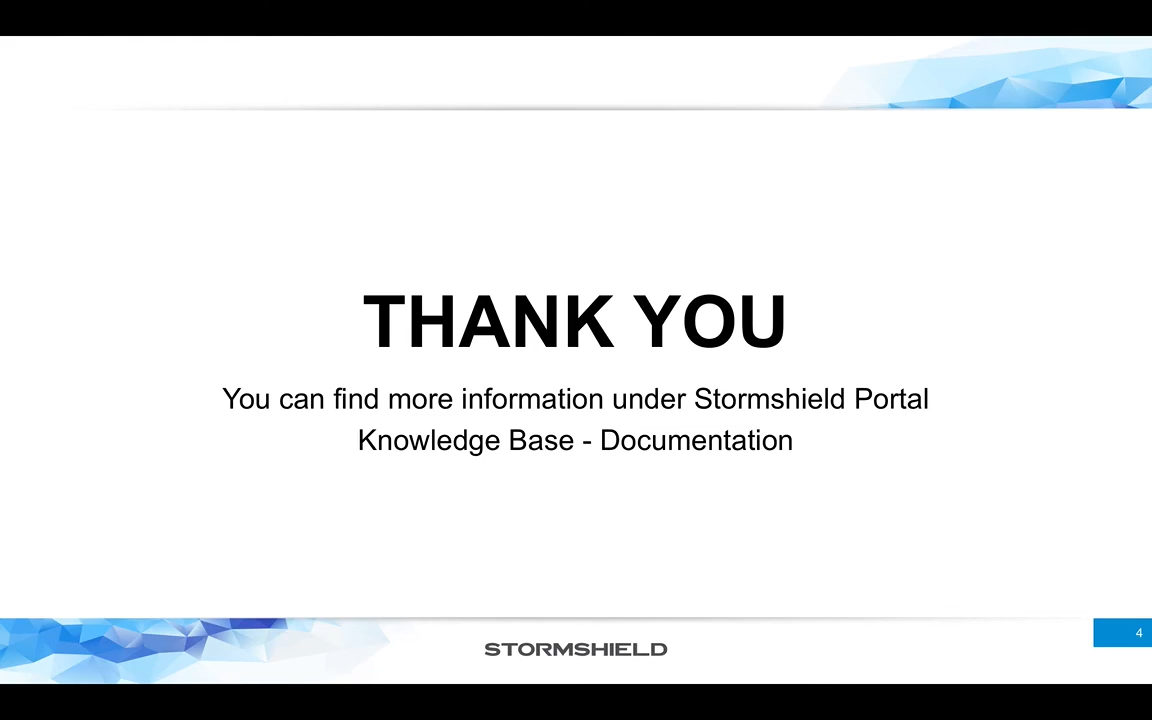 THANK YOU
You can find more information under Stormshield Portal
Knowledge Base - Documentation
STORMSHIELD
4